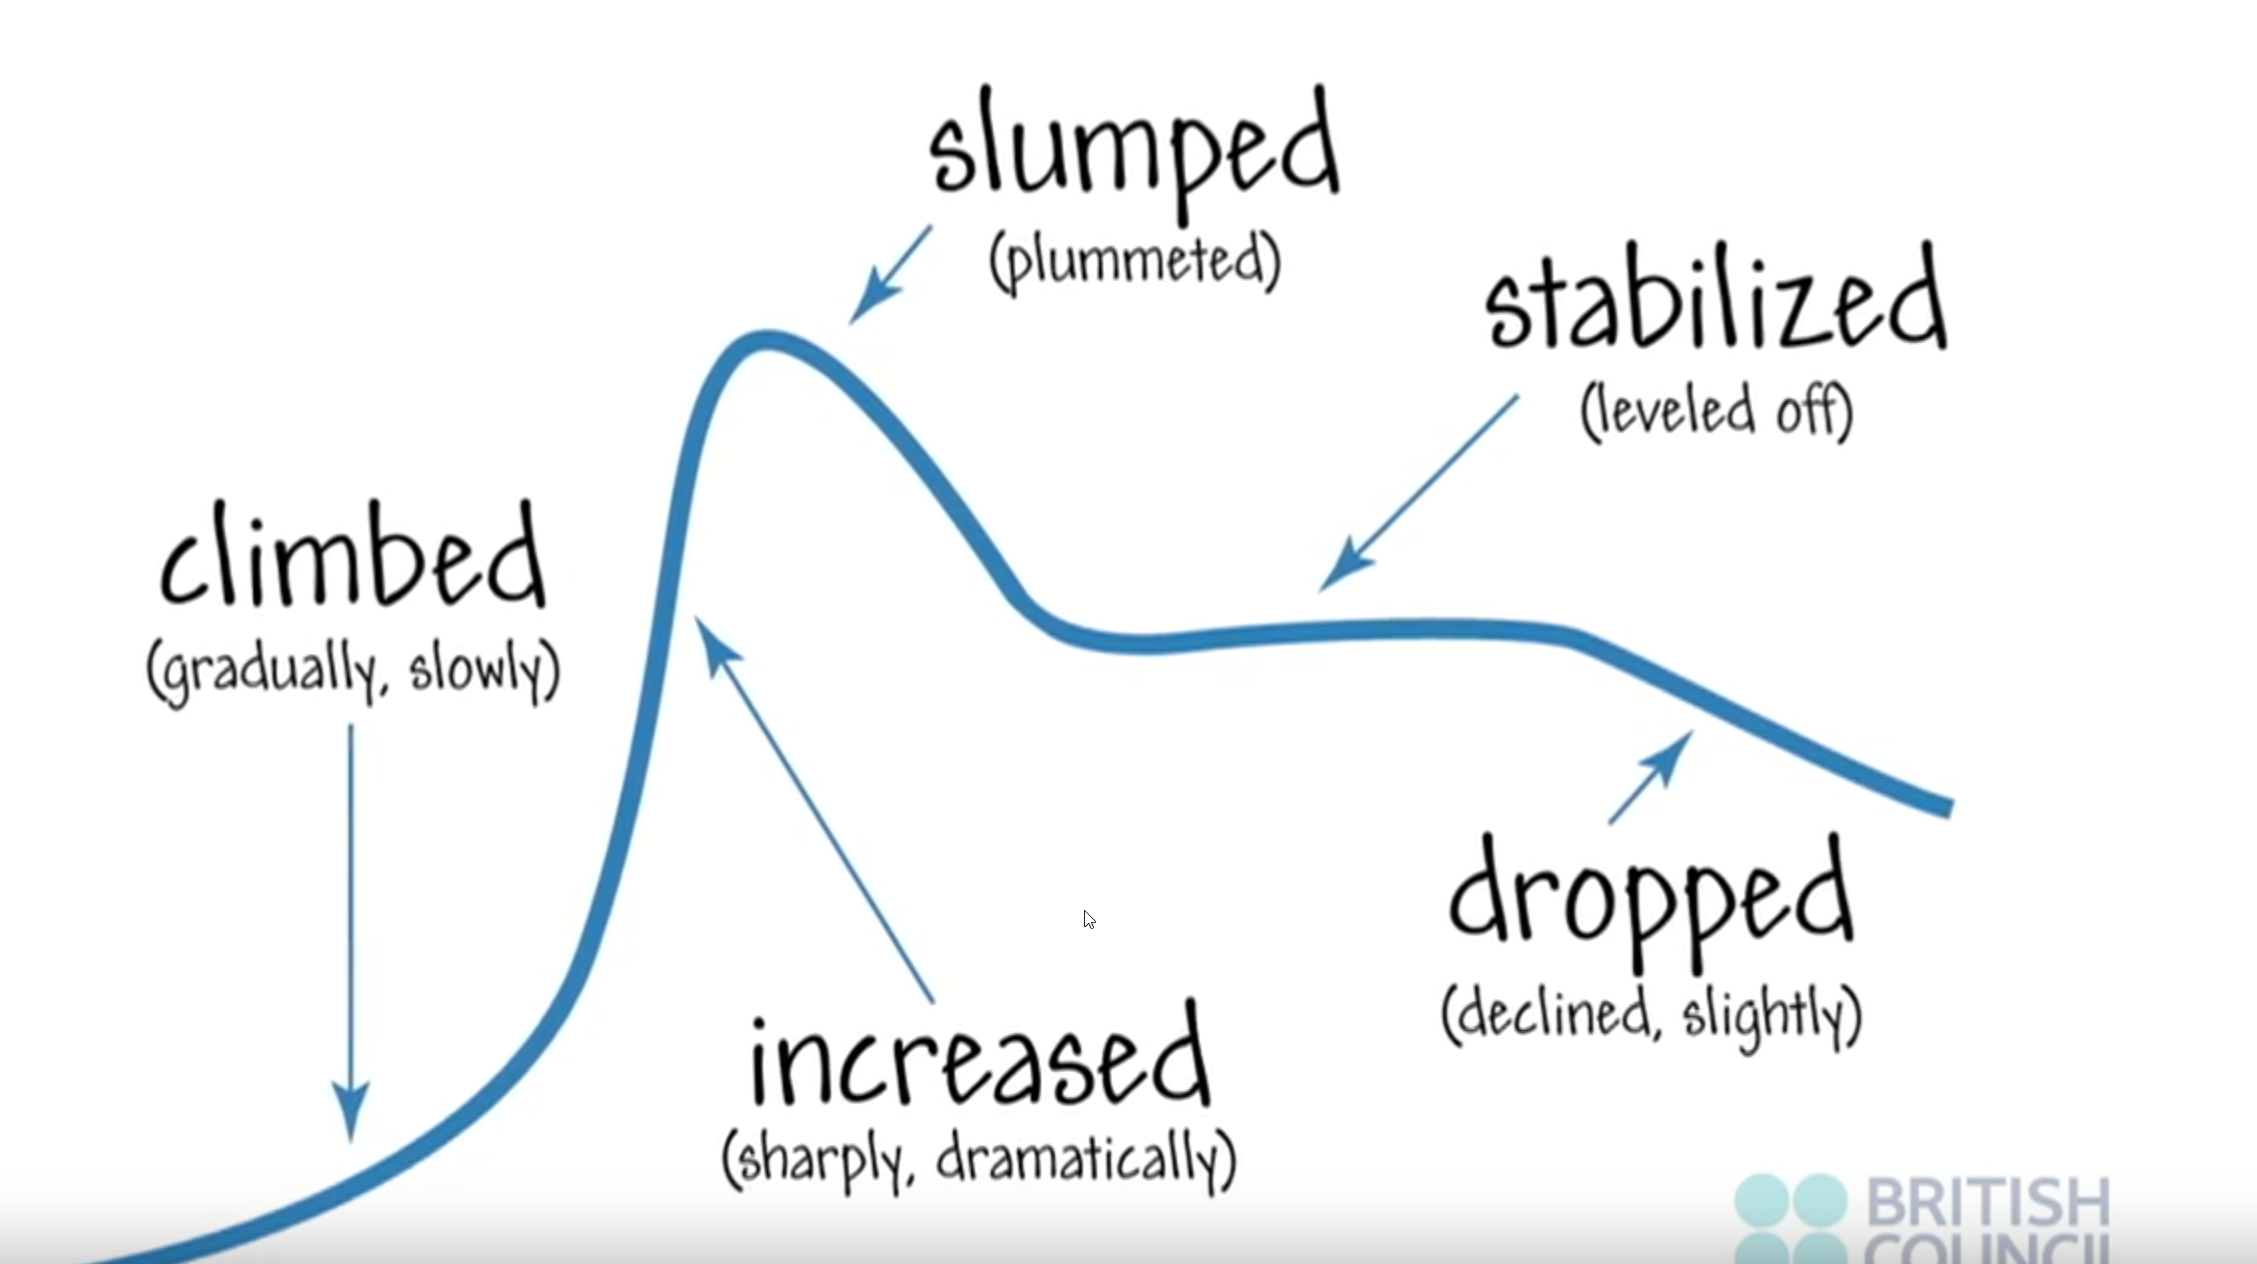 slumped
(plummeted)
stabilized
(leveled off)
climbed
(gradually, slowly)
dropped
(declined, slightly)
increased
(sharply, dramatically)
BRITISH
COUNCIL